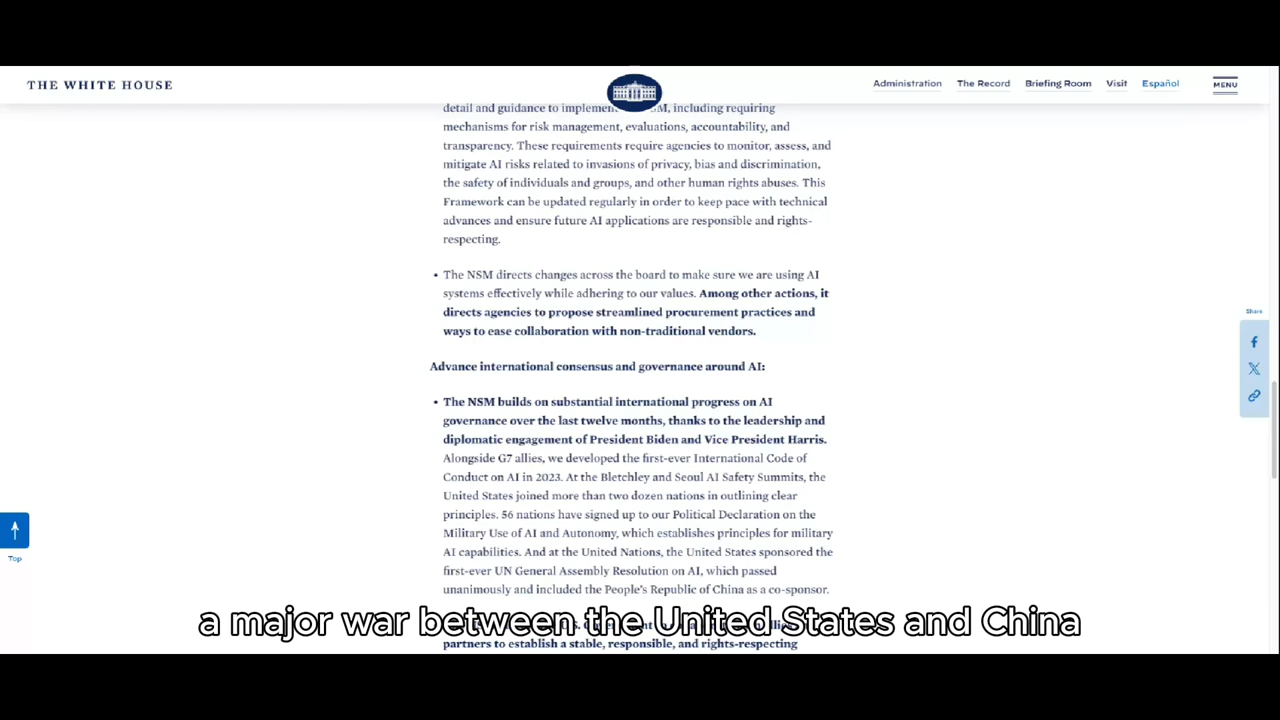 THE WHITE HOUSE
Administration The Record Briefing Room Visit Español MENU
detail and guidance to implement NSM, including requiring
mechanisms for risk management, evaluations, accountability, and
transparency. These requirements require agencies to monitor, assess, and
mitigate AI risks related to invasions of privacy, bias and discrimination,
the safety of individuals and groups, and other human rights abuses. This
Framework can be updated regularly in order to keep pace with technical
advances and ensure future AI applications are responsible and rights-
respecting.
• The NSM directs changes across the board to make sure we are using AI
systems effectively while adhering to our values. Among other actions, it
directs agencies to propose streamlined procurement practices and
ways to ease collaboration with non-traditional vendors.
Share
Advance international consensus and governance around AI:
• The NSM builds on substantial international progress on AI
governance over the last twelve months, thanks to the leadership and
diplomatic engagement of President Biden and Vice President Harris.
Alongside G7 allies, we developed the first-ever International Code of
Conduct on AI in 2023. At the Bletchley and Seoul AI Safety Summits, the
United States joined more than two dozen nations in outlining clear
principles. 56 nations have signed up to our Political Declaration on the
Military Use of AI and Autonomy, which establishes principles for military
AI capabilities. And at the United Nations, the United States sponsored the
first-ever UN General Assembly Resolution on AI, which passed
unanimously and included the People's Republic of China as a co-sponsor.
Top
a major war between the United States and China
partners to establish a stable, responsible, and rights-respecting